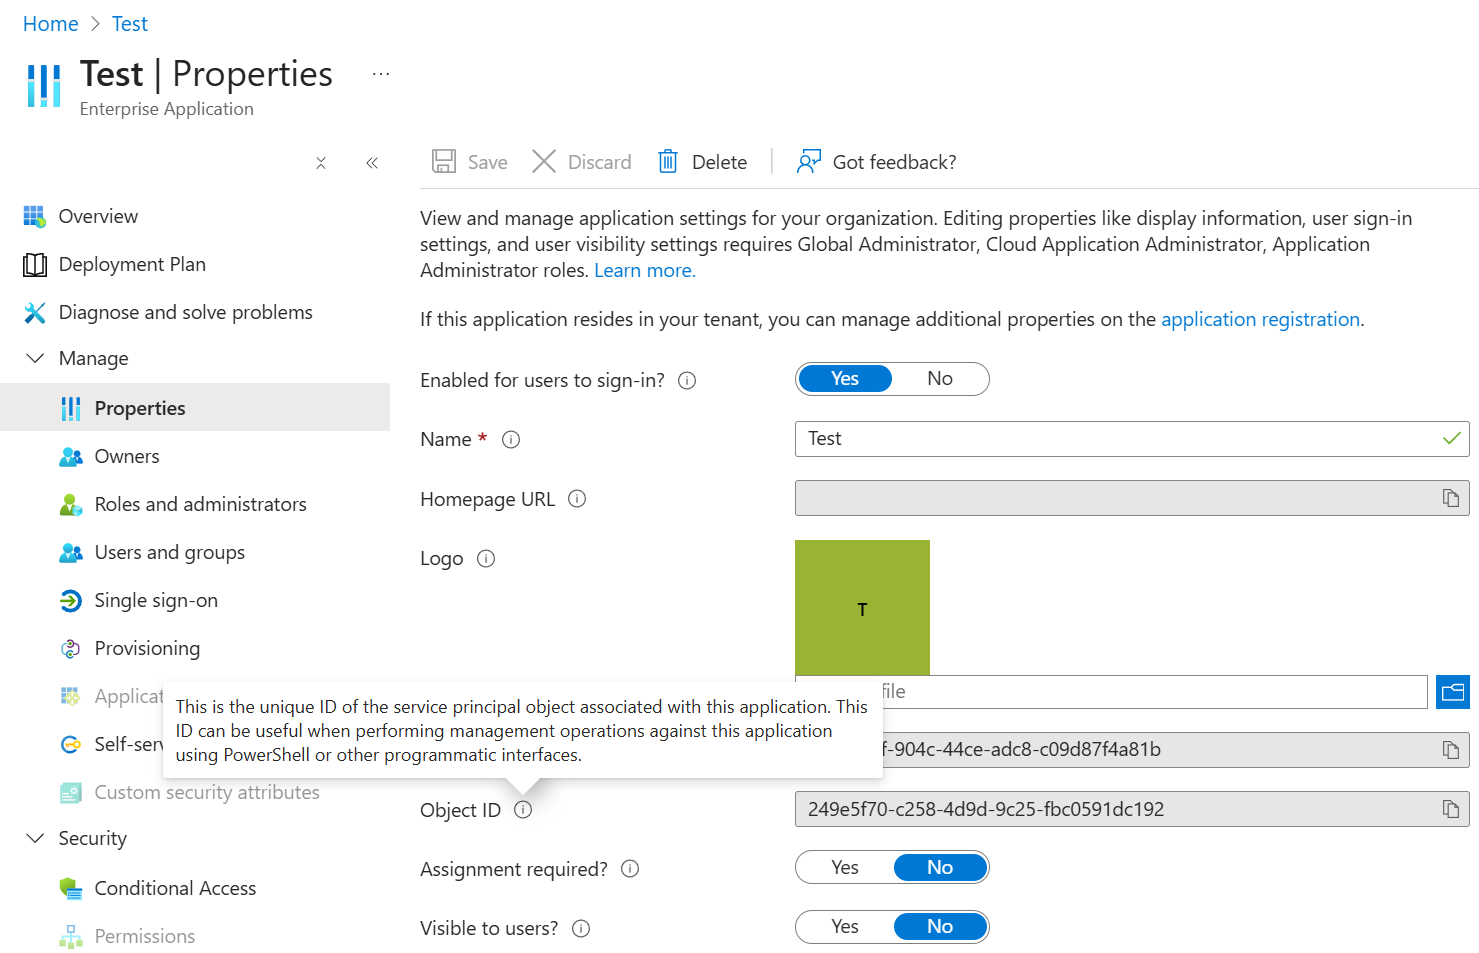 Home > Test
Test | Properties ...
Enterprise Application
Save Discard Delete Got feedback?
Overview
Deployment Plan
Diagnose and solve problems
Manage
Properties
Owners
Roles and administrators
Users and groups
Single sign-on
Provisioning
Custom security attributes
Security
Conditional Access
Permissions
View and manage application settings for your organization. Editing properties like display information, user sign-in
settings, and user visibility settings requires Global Administrator, Cloud Application Administrator, Application
Administrator roles. Learn more.
If this application resides in your tenant, you can manage additional properties on the application registration.
Enabled for users to sign-in? Yes No
Name * Test
Homepage URL
Logo
T
file
This is the unique ID of the service principal object associated with this application. This
ID can be useful when performing management operations against this application
using PowerShell or other programmatic interfaces.
-904c-44ce-adc8-c09d87f4a81b
Object ID 249e5f70-c258-4d9d-9c25-fbc0591dc192
Assignment required? Yes No
Visible to users? Yes No